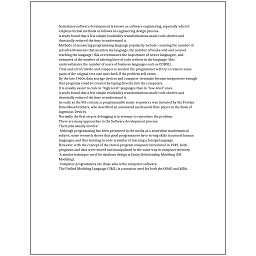 Sometimes software development is known as software engineering, especially when it
employs formal methods or follows an engineering design process.
A study found that a few simple readability transformations made code shorter and
drastically reduced the time to understand it.
Methods of measuring programming language popularity include: counting the number of
job advertisements that mention the language, the number of books sold and courses
teaching the language (this overestimates the importance of newer languages), and
estimates of the number of existing lines of code written in the language (this
underestimates the number of users of business languages such as COBOL).
Trial-and-error/divide-and-conquer is needed: the programmer will try to remove some
parts of the original test case and check if the problem still exists.
By the late 1960s, data storage devices and computer terminals became inexpensive enough
that programs could be created by typing directly into the computers.
It is usually easier to code in "high-level" languages than in "low-level" ones.
A study found that a few simple readability transformations made code shorter and
drastically reduced the time to understand it.
As early as the 9th century, a programmable music sequencer was invented by the Persian
Banu Musa brothers, who described an automated mechanical flute player in the Book of
Ingenious Devices.
Normally the first step in debugging is to attempt to reproduce the problem.
There are many approaches to the Software development process.
Their jobs usually involve:
Although programming has been presented in the media as a somewhat mathematical
subject, some research shows that good programmers have strong skills in natural human
languages, and that learning to code is similar to learning a foreign language.
However, with the concept of the stored-program computer introduced in 1949, both
programs and data were stored and manipulated in the same way in computer memory.
A similar technique used for database design is Entity-Relationship Modeling (ER
Modeling).
Computer programmers are those who write computer software.
The Unified Modeling Language (UML) is a notation used for both the OOAD and MDA.